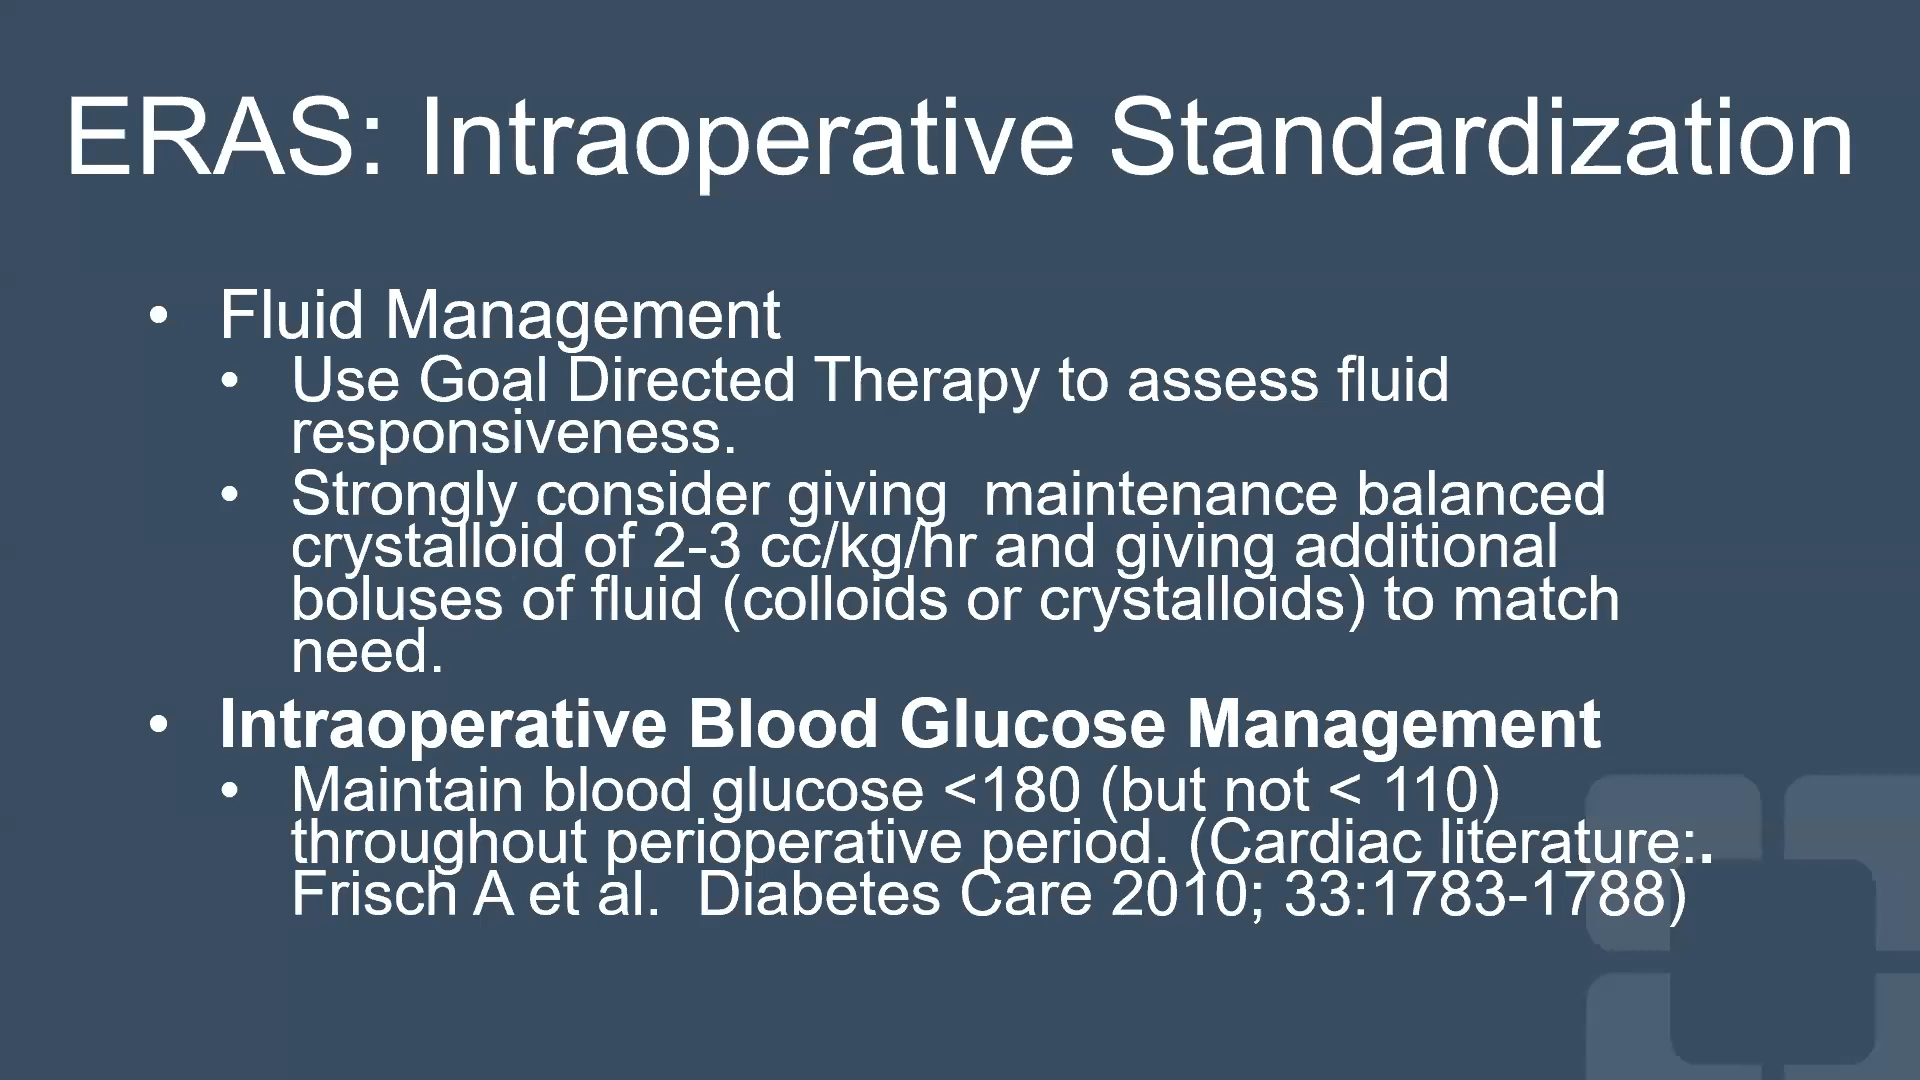 ERAS: Intraoperative Standardization
• Fluid Management
• Use Goal Directed Therapy to assess fluid
responsiveness.
• Strongly consider giving  maintenance balanced
crystalloid of 2-3 cc/kg/hr and giving additional
boluses of fluid (colloids or crystalloids) to match
need.
• Intraoperative Blood Glucose Management
• Maintain blood glucose <180 (but not < 110)
throughout perioperative period. (Cardiac literature:.
Frisch A et al.  Diabetes Care 2010; 33:1783-1788)